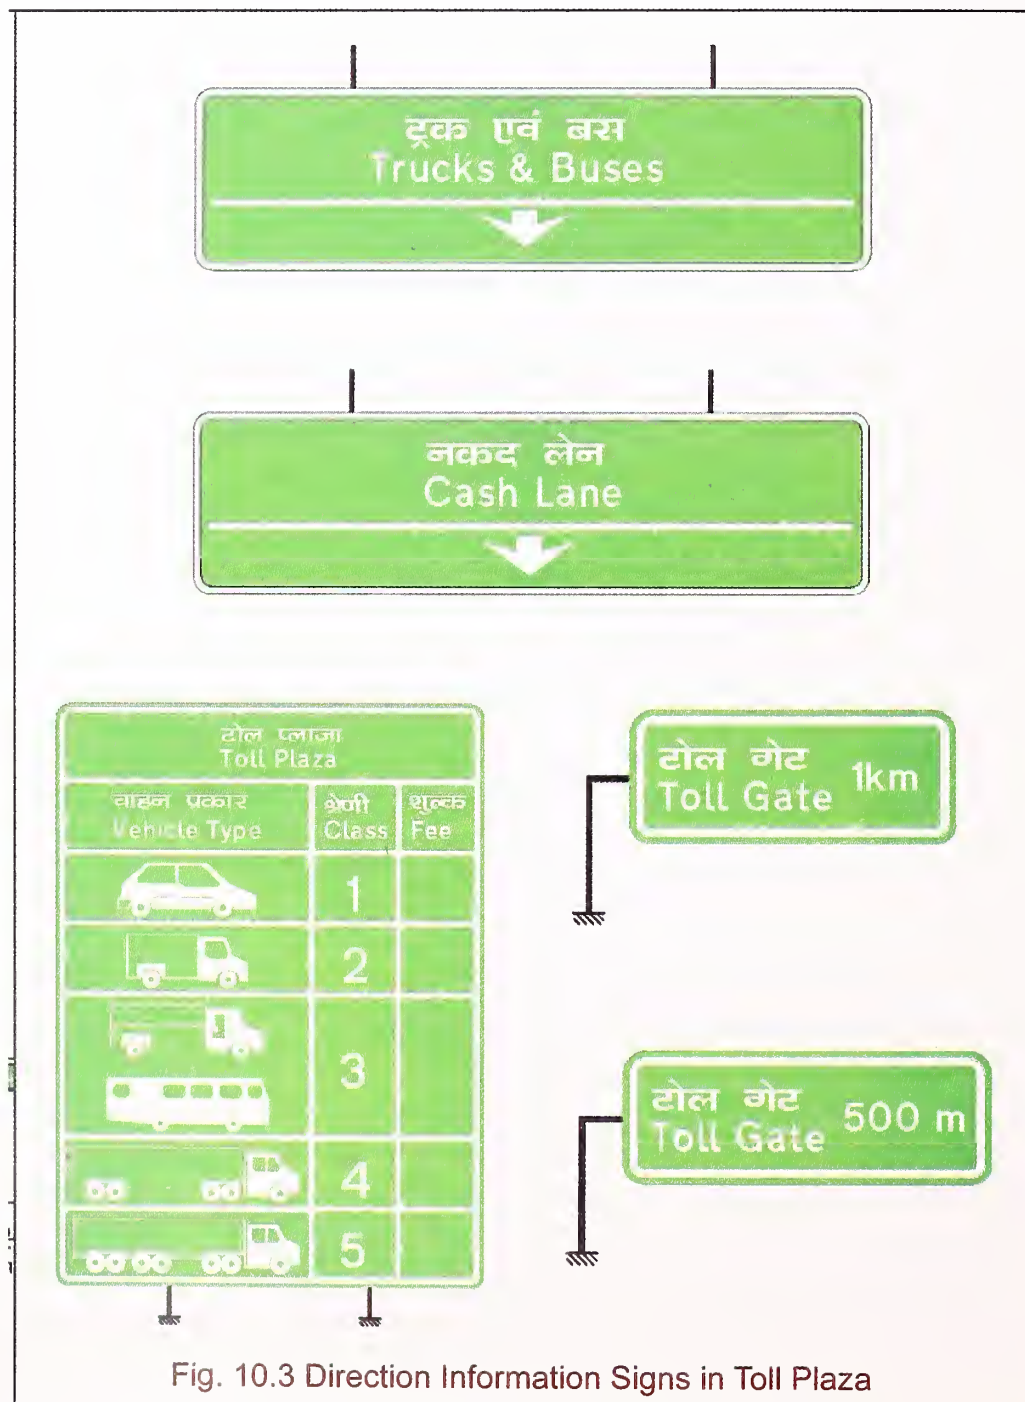 ट्रक एवं बस
Trucks & Buses
नकद लेन
Cash Lane
टोल प्लाजा
Toll Plaza
वाहन प्रकार श्रेणी शुल्क
Vehicle Type Class Fee
1
2
3
4
5
टोल गेट
Toll Gate 1km
टोल गेट
Toll Gate 500 m
Fig. 10.3 Direction Information Signs in Toll Plaza